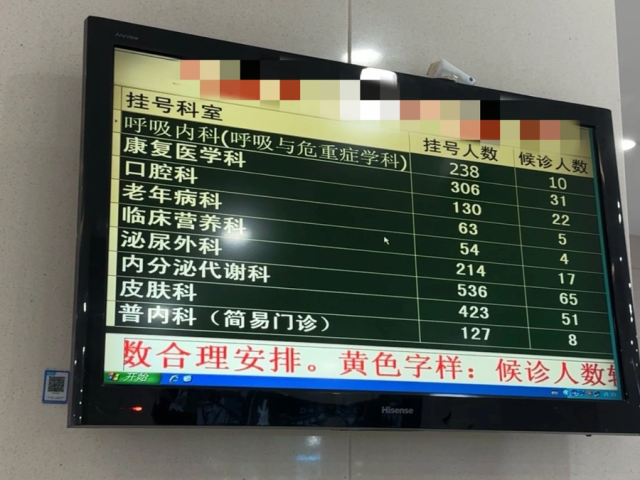 挂号科室 挂号人数 候诊人数
呼吸内科(呼吸与危重症学科) 238 10
康复医学科 306 31
口腔科 130 22
老年病科 63 5
临床营养科 54 4
泌尿外科 214 17
内分泌代谢科 536 65
皮肤科 423 51
普内科（简易门诊） 127 8
数合理安排。黄色字样：候诊人数
开始
Hisense